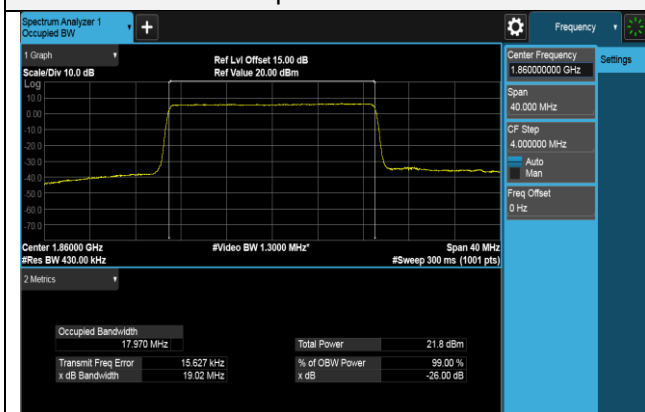 Spectrum Analyzer 1
Occupied BW
+
Frequency
1 Graph
Ref Lvl Offset 15.00 dB
Scale/Div 10.0 dB
Ref Value 20.00 dBm
Log
10.0
0.00
-10.0
-20.0
-30.0
-40.0
-50.0
-60.0
-70.0
Center 1.86000 GHz
#Video BW 1.3000 MHz*
Span 40 MHz
#Res BW 430.00 kHz
#Sweep 300 ms (1001 pts)
2 Metrics
Occupied Bandwidth
17.970 MHz
Total Power 21.8 dBm
Transmit Freq Error 15.627 kHz
% of OBW Power 99.00 %
x dB Bandwidth 19.02 MHz
x dB -26.00 dB
Center Frequency
1.860000000 GHz
Settings
Span
40.000 MHz
CF Step
4.000000 MHz
Auto
Man
Freq Offset
0 Hz